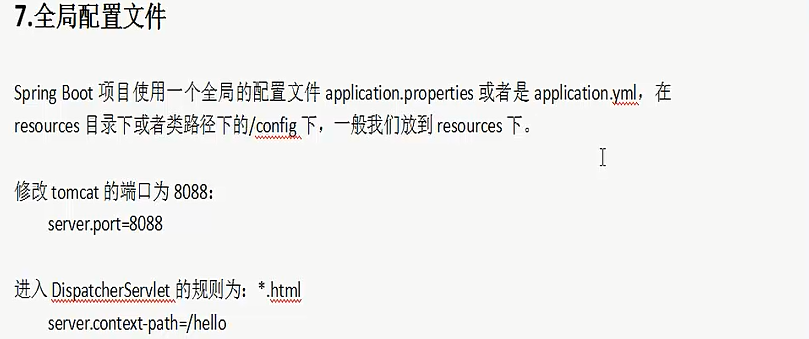 7.全局配置文件
Spring Boot 项目使用一个全局的配置文件 application.properties 或者是 application.yml，在
resources 目录下或者类路径下的/config 下，一般我们放到 resources 下。
修改 tomcat 的端口为 8088：
server.port=8088
进入 DispatcherServlet 的规则为：*.html
server.context-path=/hello